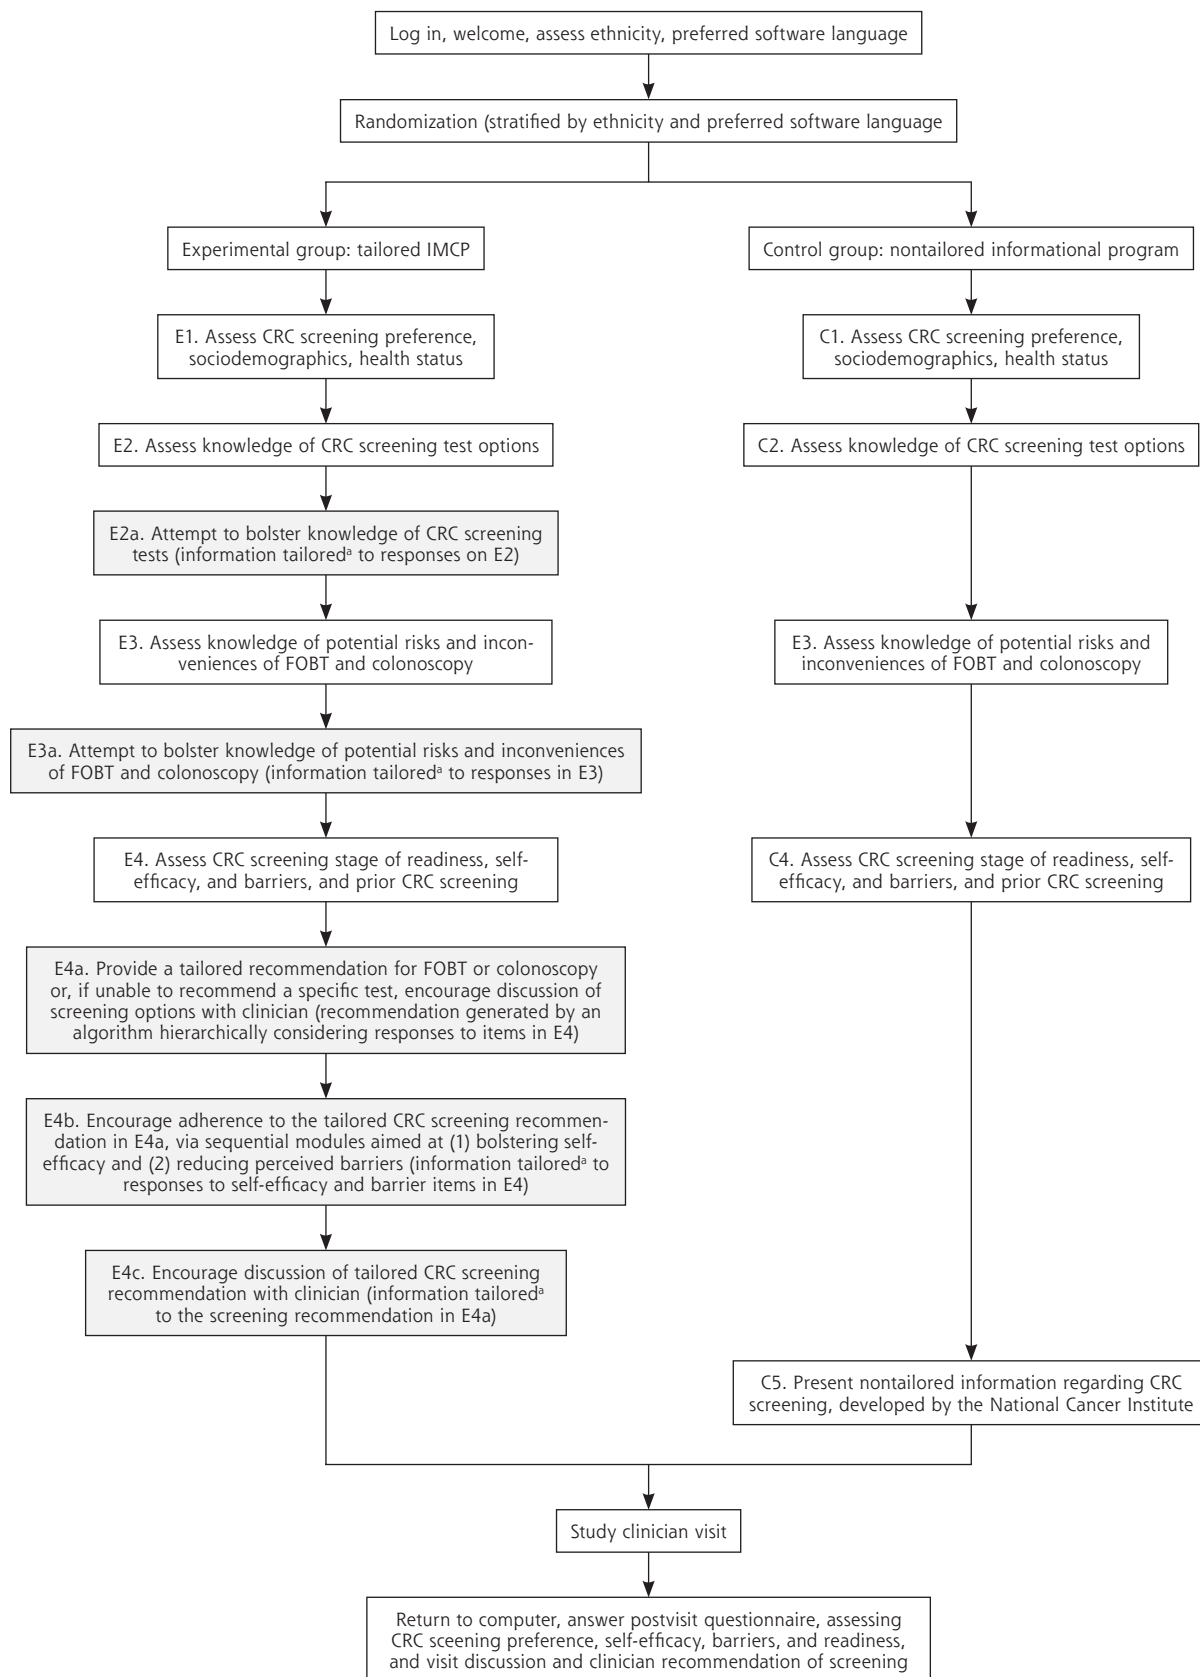 Log in, welcome, assess ethnicity, preferred software language
Randomization (stratified by ethnicity and preferred software language
Experimental group: tailored IMCP
Control group: nontailored informational program
E1. Assess CRC screening preference,
sociodemographics, health status
C1. Assess CRC screening preference,
sociodemographics, health status
E2. Assess knowledge of CRC screening test options
C2. Assess knowledge of CRC screening test options
E2a. Attempt to bolster knowledge of CRC screening
tests (information tailoredᵃ to responses on E2)
E3. Assess knowledge of potential risks and incon-
veniences of FOBT and colonoscopy
E3. Assess knowledge of potential risks and
inconveniences of FOBT and colonoscopy
E3a. Attempt to bolster knowledge of potential risks and inconveniences
of FOBT and colonoscopy (information tailoredᵃ to responses in E3)
E4. Assess CRC screening stage of readiness, self-
efficacy, and barriers, and prior CRC screening
C4. Assess CRC screening stage of readiness, self-
efficacy, and barriers, and prior CRC screening
E4a. Provide a tailored recommendation for FOBT or colonoscopy
or, if unable to recommend a specific test, encourage discussion of
screening options with clinician (recommendation generated by an
algorithm hierarchically considering responses to items in E4)
E4b. Encourage adherence to the tailored CRC screening recommen-
dation in E4a, via sequential modules aimed at (1) bolstering self-
efficacy and (2) reducing perceived barriers (information tailoredᵃ to
responses to self-efficacy and barrier items in E4)
E4c. Encourage discussion of tailored CRC screening
recommendation with clinician (information tailoredᵃ
to the screening recommendation in E4a)
C5. Present nontailored information regarding CRC
screening, developed by the National Cancer Institute
Study clinician visit
Return to computer, answer postvisit questionnaire, assessing
CRC sceening preference, self-efficacy, barriers, and readiness,
and visit discussion and clinician recommendation of screening